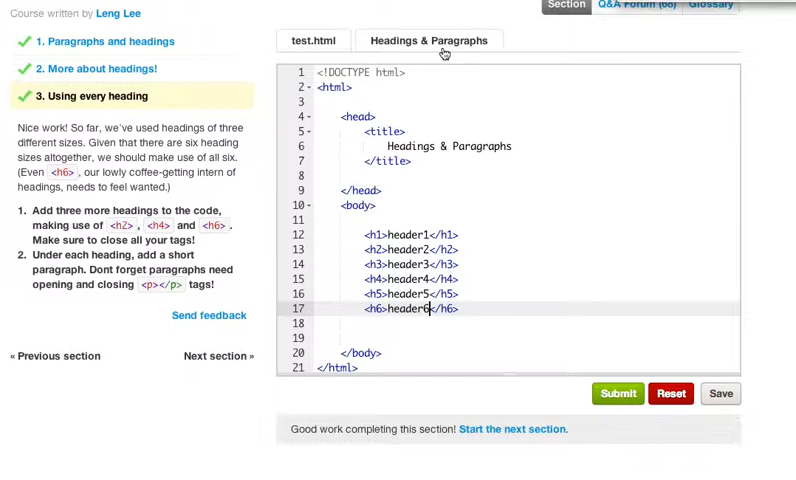 Course written by Leng Lee
Section Q&A Forum (68) Glossary
1. Paragraphs and headings
2. More about headings!
3. Using every heading
Nice work! So far, we've used headings of three
different sizes. Given that there are six heading
sizes altogether, we should make use of all six.
(Even <h6>, our lowly coffee-getting intern of
headings, needs to feel wanted.)
1. Add three more headings to the code,
making use of <h2>, <h4> and <h6>.
Make sure to close all your tags!
2. Under each heading, add a short
paragraph. Dont forget paragraphs need
opening and closing <p></p> tags!
Send feedback
« Previous section Next section »
test.html Headings & Paragraphs
1 <!DOCTYPE html>
2 <html>
3
4 <head>
5 <title>
6 Headings & Paragraphs
7 </title>
8
9 </head>
10 <body>
11
12 <h1>header1</h1>
13 <h2>header2</h2>
14 <h3>header3</h3>
15 <h4>header4</h4>
16 <h5>header5</h5>
17 <h6>header6</h6>
18
19
20 </body>
21 </html>
Submit Reset Save
Good work completing this section! Start the next section.